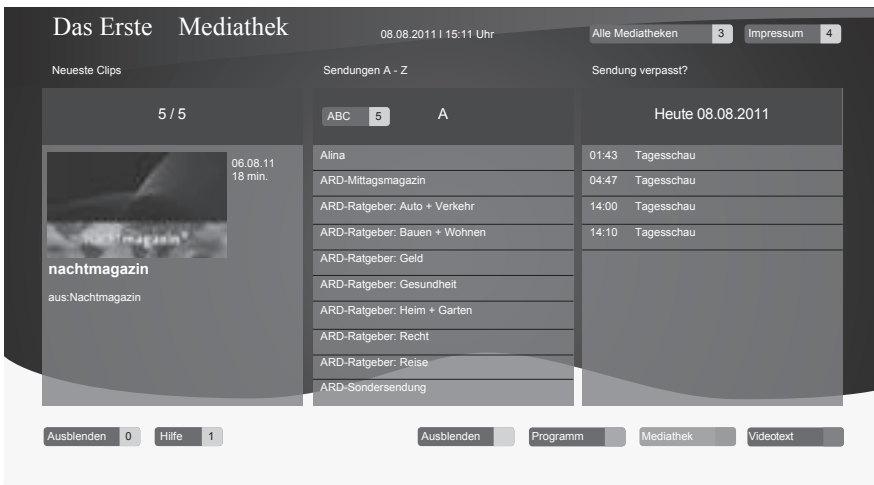 Das Erste Mediathek
08.08.2011 I 15:11 Uhr
Alle Mediatheken 3
Impressum 4
Neueste Clips
Sendungen A - Z
Sendung verpasst?
5 / 5
06.08.11
18 min.
nachtmagazin
nachtmagazin
aus:Nachtmagazin
ABC 5
A
Alina
ARD-Mittagsmagazin
ARD-Ratgeber: Auto + Verkehr
ARD-Ratgeber: Bauen + Wohnen
ARD-Ratgeber: Geld
ARD-Ratgeber: Gesundheit
ARD-Ratgeber: Heim + Garten
ARD-Ratgeber: Recht
ARD-Ratgeber: Reise
ARD-Sondersendung
Heute 08.08.2011
01:43 Tagesschau
04:47 Tagesschau
14:00 Tagesschau
14:10 Tagesschau
Ausblenden 0
Hilfe 1
Ausblenden
Programm
Mediathek
Videotext